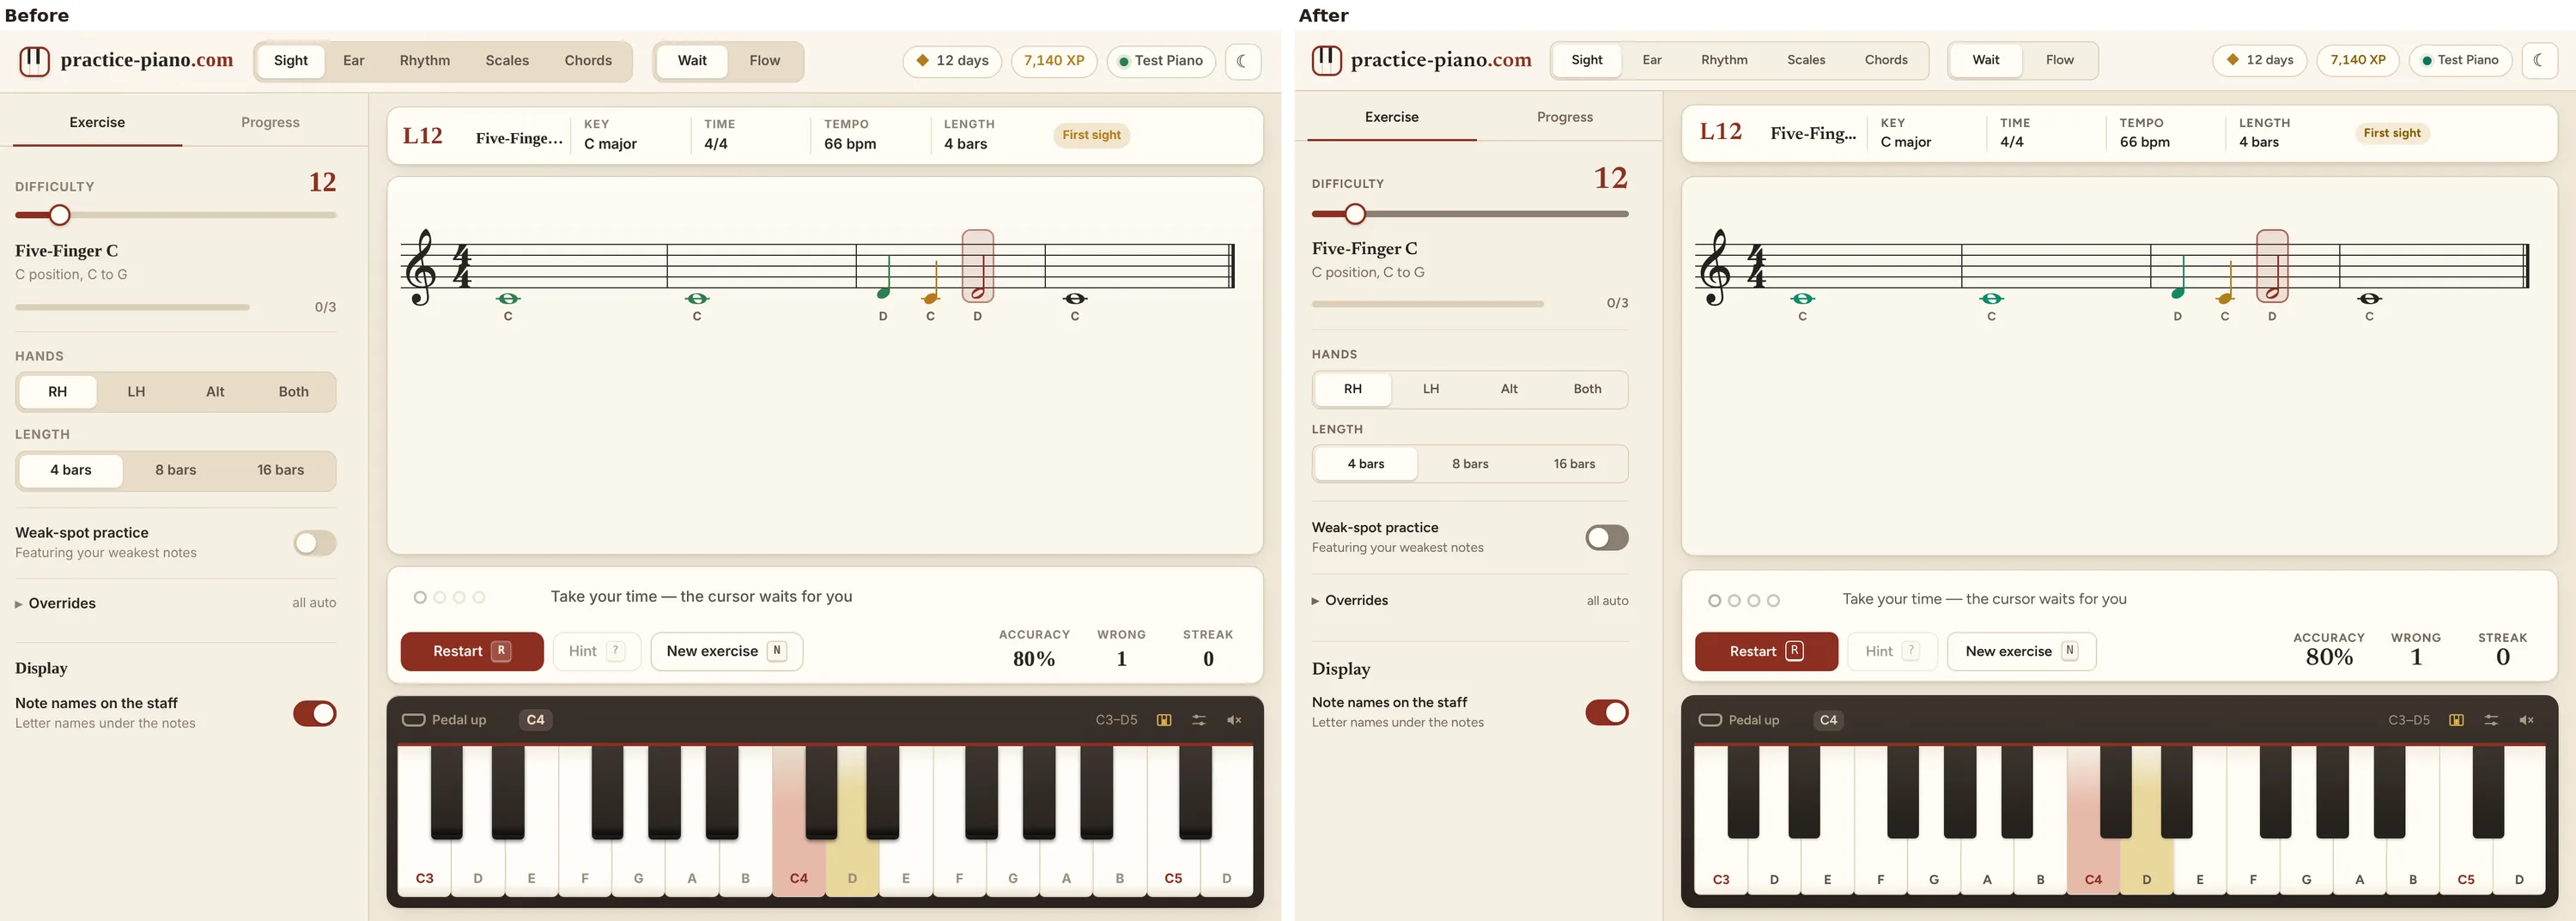 Before
practice-piano.com Sight Ear Rhythm Scales Chords Wait Flow 12 days 7,140 XP Test Piano
Exercise Progress
L12 Five-Finge… KEY C major TIME 4/4 TEMPO 66 bpm LENGTH 4 bars First sight
DIFFICULTY 12
Five-Finger C
C position, C to G
0/3
HANDS
RH LH Alt Both
LENGTH
4 bars 8 bars 16 bars
Weak-spot practice
Featuring your weakest notes
▸ Overrides all auto
Display
Note names on the staff
Letter names under the notes
4
4
C C D C D C
Take your time — the cursor waits for you
Restart R Hint ? New exercise N
ACCURACY WRONG STREAK
80% 1 0
Pedal up C4 C3–D5
C3 D E F G A B C4 D E F G A B C5 D
After
practice-piano.com Sight Ear Rhythm Scales Chords Wait Flow 12 days 7,140 XP Test Piano
Exercise Progress
L12 Five-Fing… KEY C major TIME 4/4 TEMPO 66 bpm LENGTH 4 bars First sight
DIFFICULTY 12
Five-Finger C
C position, C to G
0/3
HANDS
RH LH Alt Both
LENGTH
4 bars 8 bars 16 bars
Weak-spot practice
Featuring your weakest notes
▸ Overrides all auto
Display
Note names on the staff
Letter names under the notes
4
4
C C D C D C
Take your time — the cursor waits for you
Restart R Hint ? New exercise N
ACCURACY WRONG STREAK
80% 1 0
Pedal up C4 C3–D5
C3 D E F G A B C4 D E F G A B C5 D